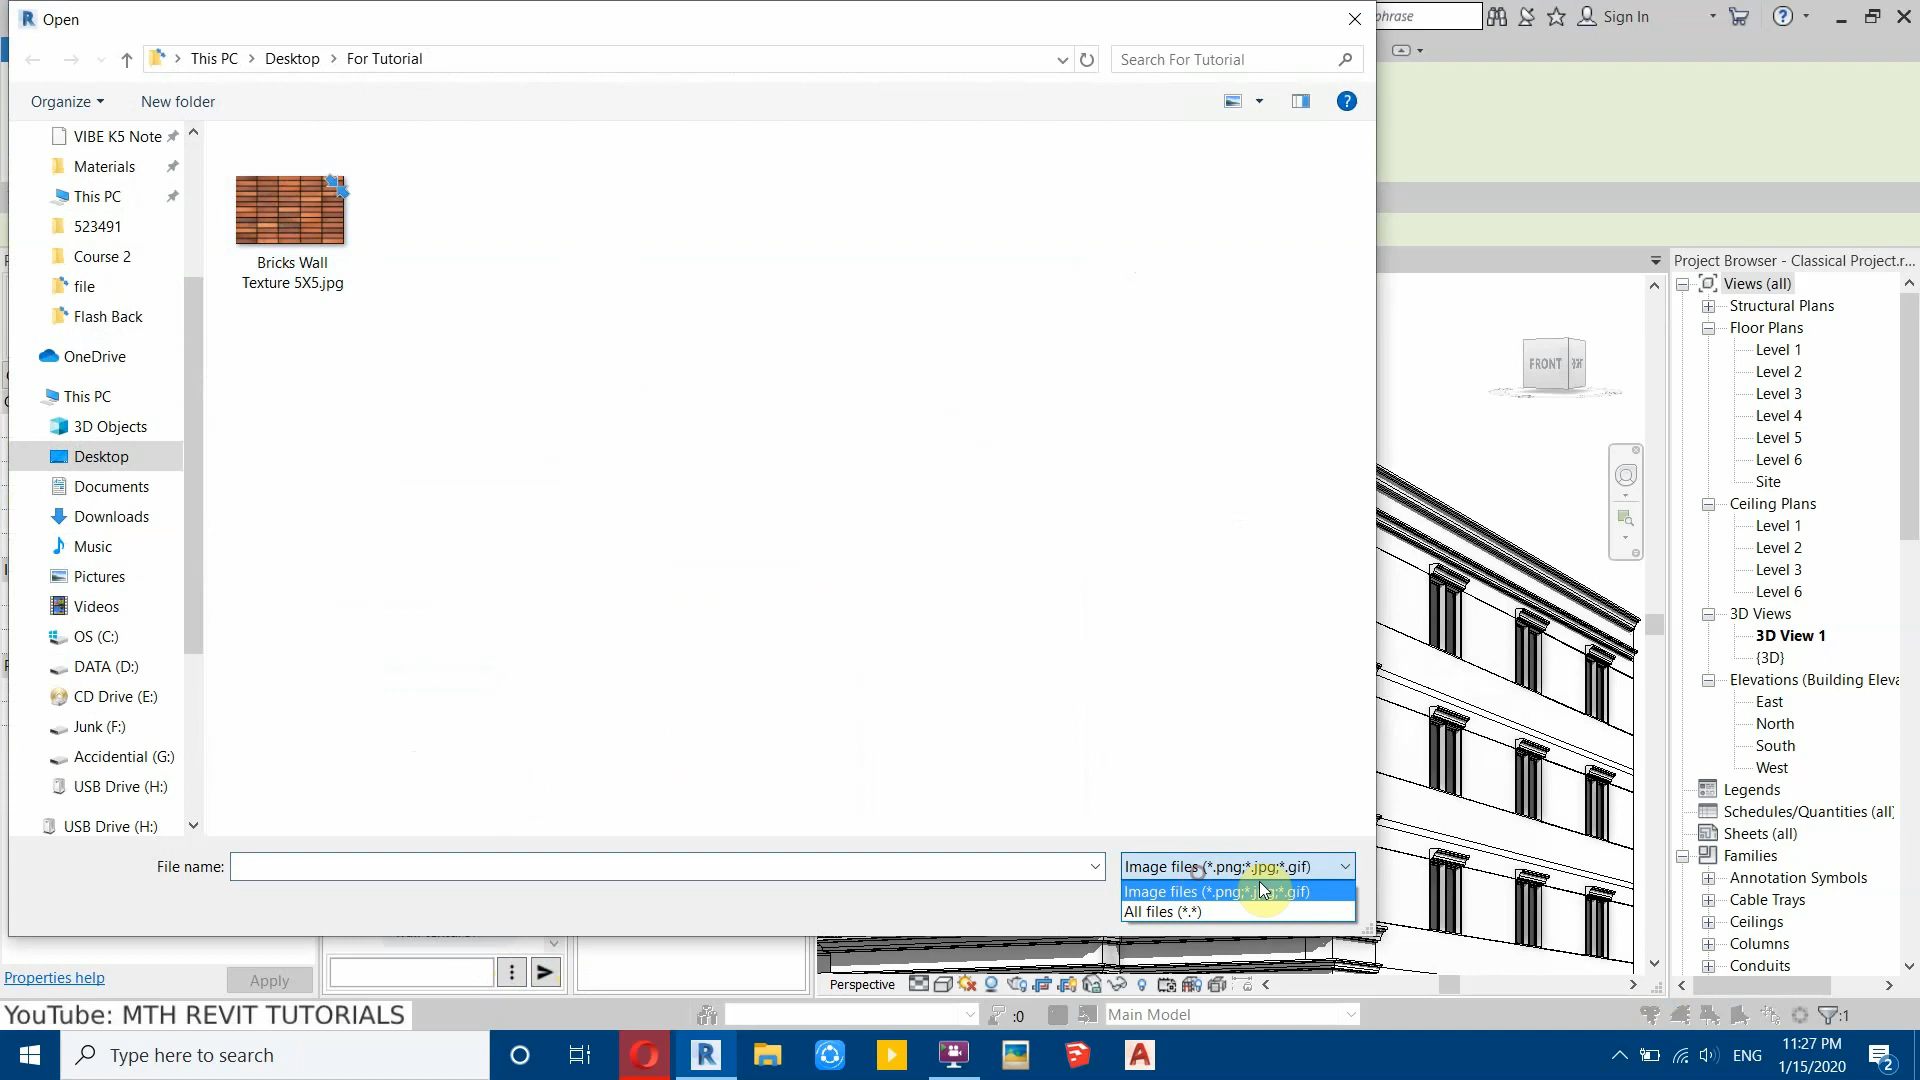 Open
phrase
Sign In
This PC
Desktop
For Tutorial
Search For Tutorial
Organize
New folder
VIBE K5 Note
Materials
This PC
523491
Course 2
file
Flash Back
OneDrive
This PC
3D Objects
Desktop
Documents
Downloads
Music
Pictures
Videos
OS (C:)
DATA (D:)
CD Drive (E:)
Junk (F:)
Accidential (G:)
USB Drive (H:)
USB Drive (H:)
Bricks Wall
Texture 5X5.jpg
File name:
Image files (*.png;*.jpg;*.gif)
Image files (*.png;*.jpg;*.gif)
All files (*.*)
FRONT
Project Browser - Classical Project.r...
Views (all)
Structural Plans
Floor Plans
Level 1
Level 2
Level 3
Level 4
Level 5
Level 6
Site
Ceiling Plans
Level 1
Level 2
Level 3
Level 6
3D Views
3D View 1
{3D}
Elevations (Building Eleva
East
North
South
West
Legends
Schedules/Quantities (all)
Sheets (all)
Families
Annotation Symbols
Cable Trays
Ceilings
Columns
Conduits
Properties help
Apply
Perspective
YouTube: MTH REVIT TUTORIALS
:0
Main Model
:1
Type here to search
ENG
11:27 PM
1/15/2020
2